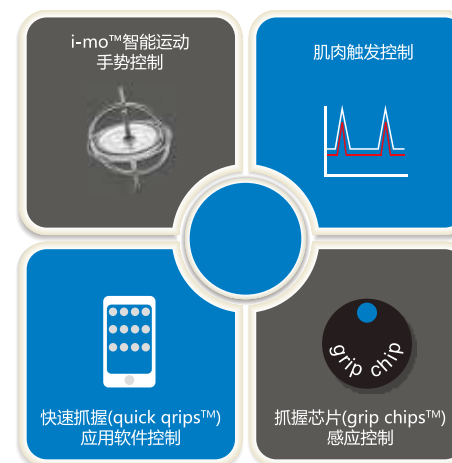 i-mo™智能运动
手势控制
肌肉触发控制
grip chip
快速抓握(quick qrips™)
应用软件控制
抓握芯片(grip chips™)
感应控制